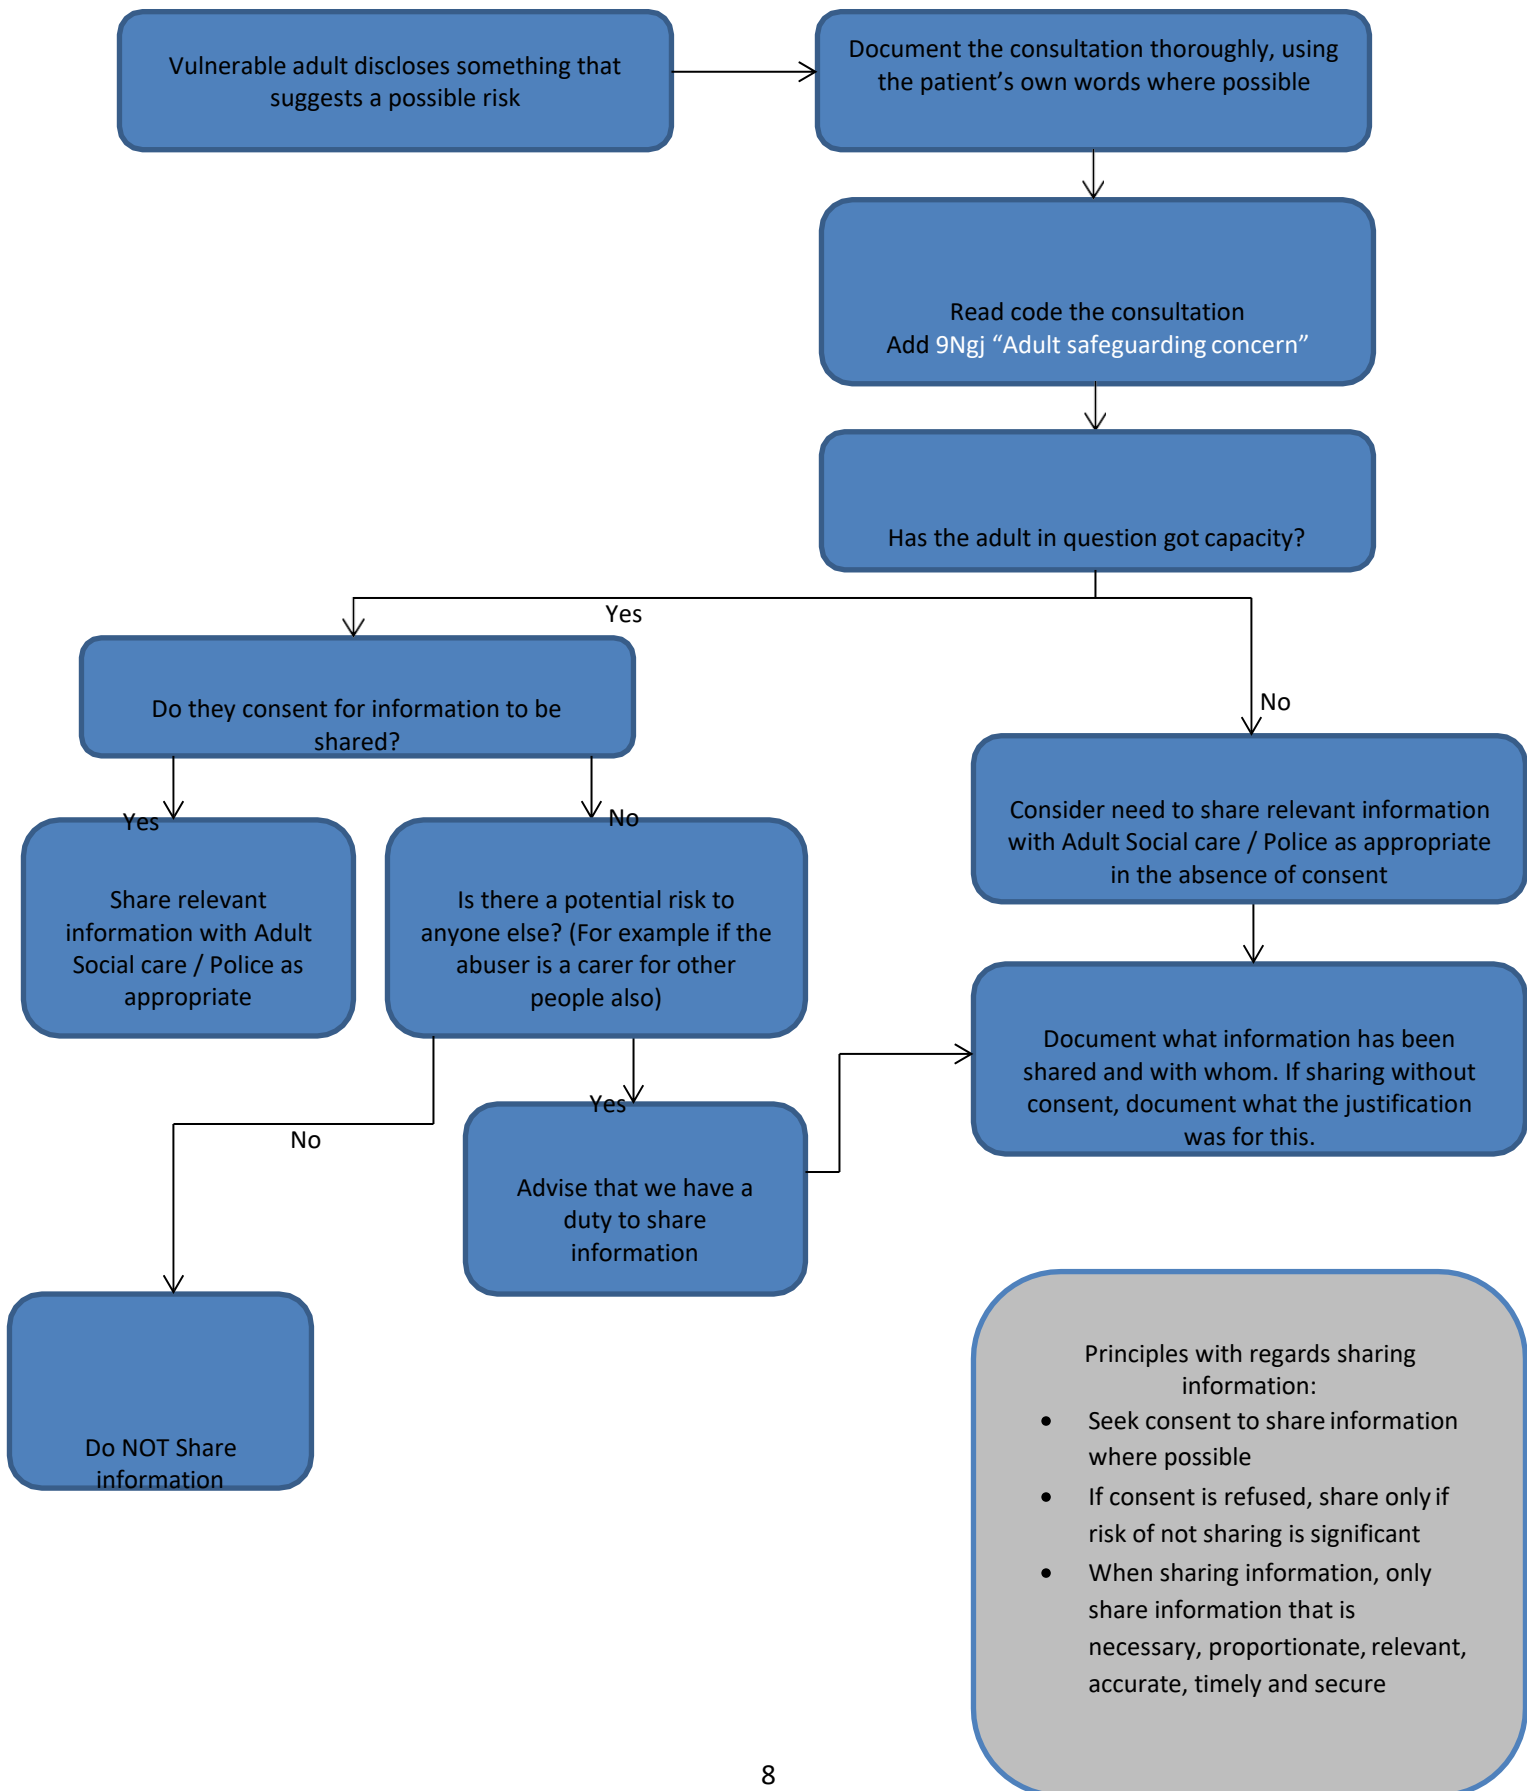 Vulnerable adult discloses something that
suggests a possible risk
Document the consultation thoroughly, using
the patient’s own words where possible
Read code the consultation
Add 9Ngj “Adult safeguarding concern”
Has the adult in question got capacity?
Yes
No
Do they consent for information to be
shared?
Yes
No
Share relevant
information with Adult
Social care / Police as
appropriate
Is there a potential risk to
anyone else? (For example if the
abuser is a carer for other
people also)
Consider need to share relevant information
with Adult Social care / Police as appropriate
in the absence of consent
Document what information has been
shared and with whom. If sharing without
consent, document what the justification
was for this.
Yes
No
Advise that we have a
duty to share
information
Do NOT Share
information
Principles with regards sharing
information:
• Seek consent to share information
where possible
• If consent is refused, share only if
risk of not sharing is significant
• When sharing information, only
share information that is
necessary, proportionate, relevant,
accurate, timely and secure
8